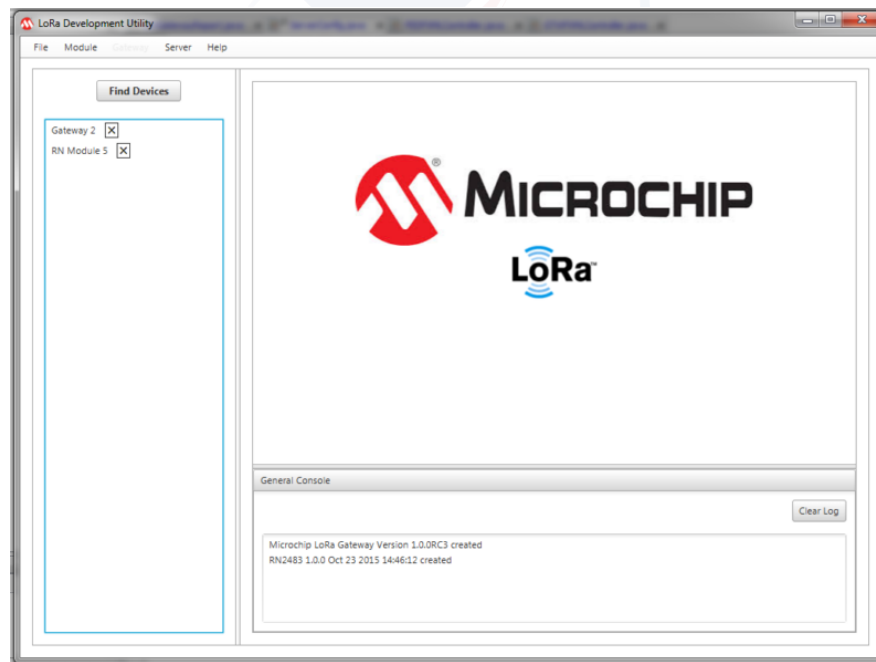 LoRa Development Utility
File Module Gateway Server Help
Find Devices
Gateway 2
RN Module 5
MICROCHIP
®
LoRa™
General Console
Clear Log
Microchip LoRa Gateway Version 1.0.0RC3 created
RN2483 1.0.0 Oct 23 2015 14:46:12 created